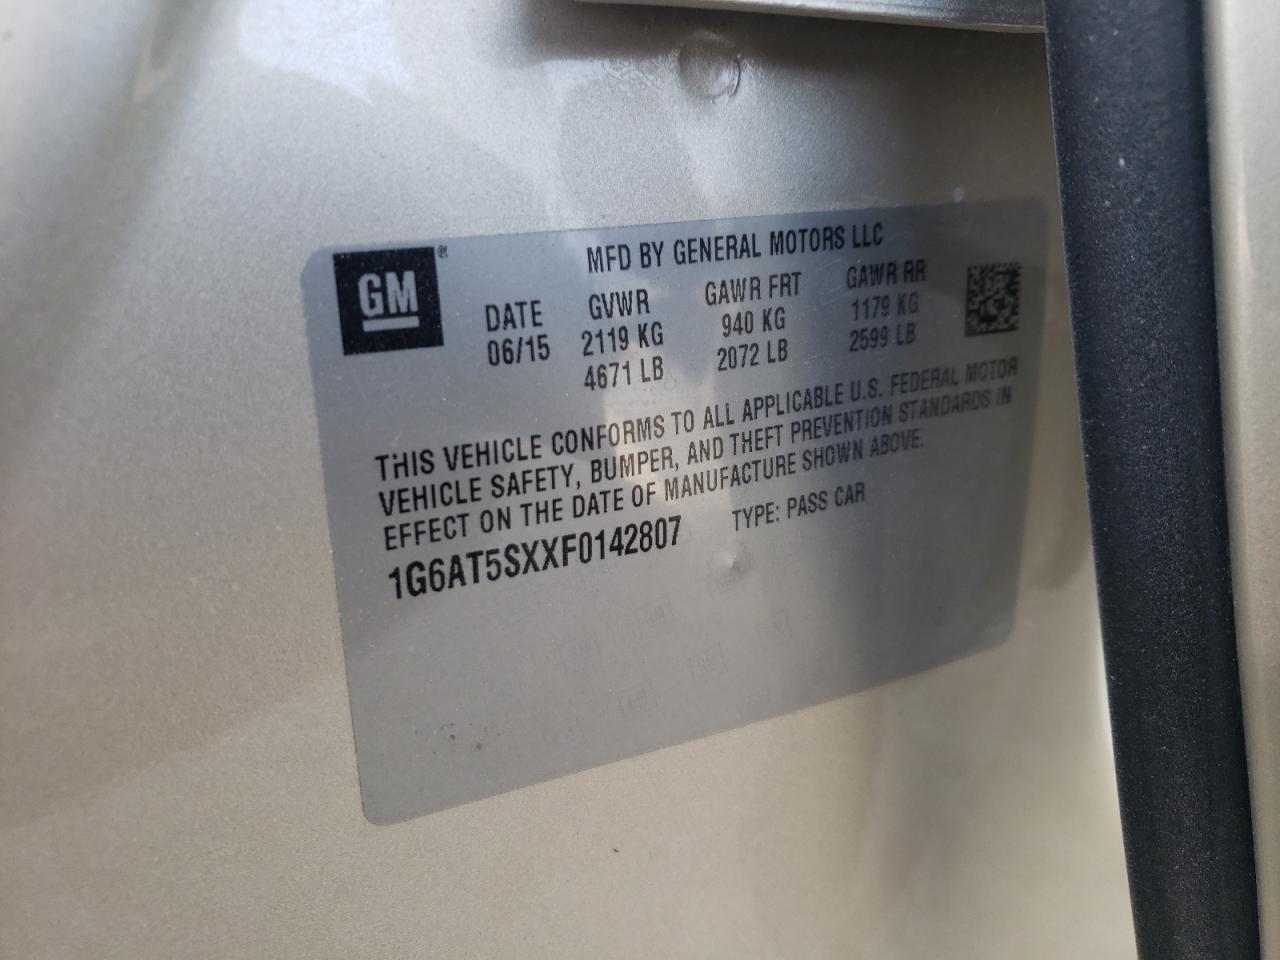 GM ®
MFD BY GENERAL MOTORS LLC
DATE GVWR GAWR FRT GAWR RR
06/15 2119 KG 940 KG 1179 KG
4671 LB 2072 LB 2599 LB
THIS VEHICLE CONFORMS TO ALL APPLICABLE U.S. FEDERAL MOTOR
VEHICLE SAFETY, BUMPER, AND THEFT PREVENTION STANDARDS IN
EFFECT ON THE DATE OF MANUFACTURE SHOWN ABOVE.
1G6AT5SXXF0142807 TYPE: PASS CAR